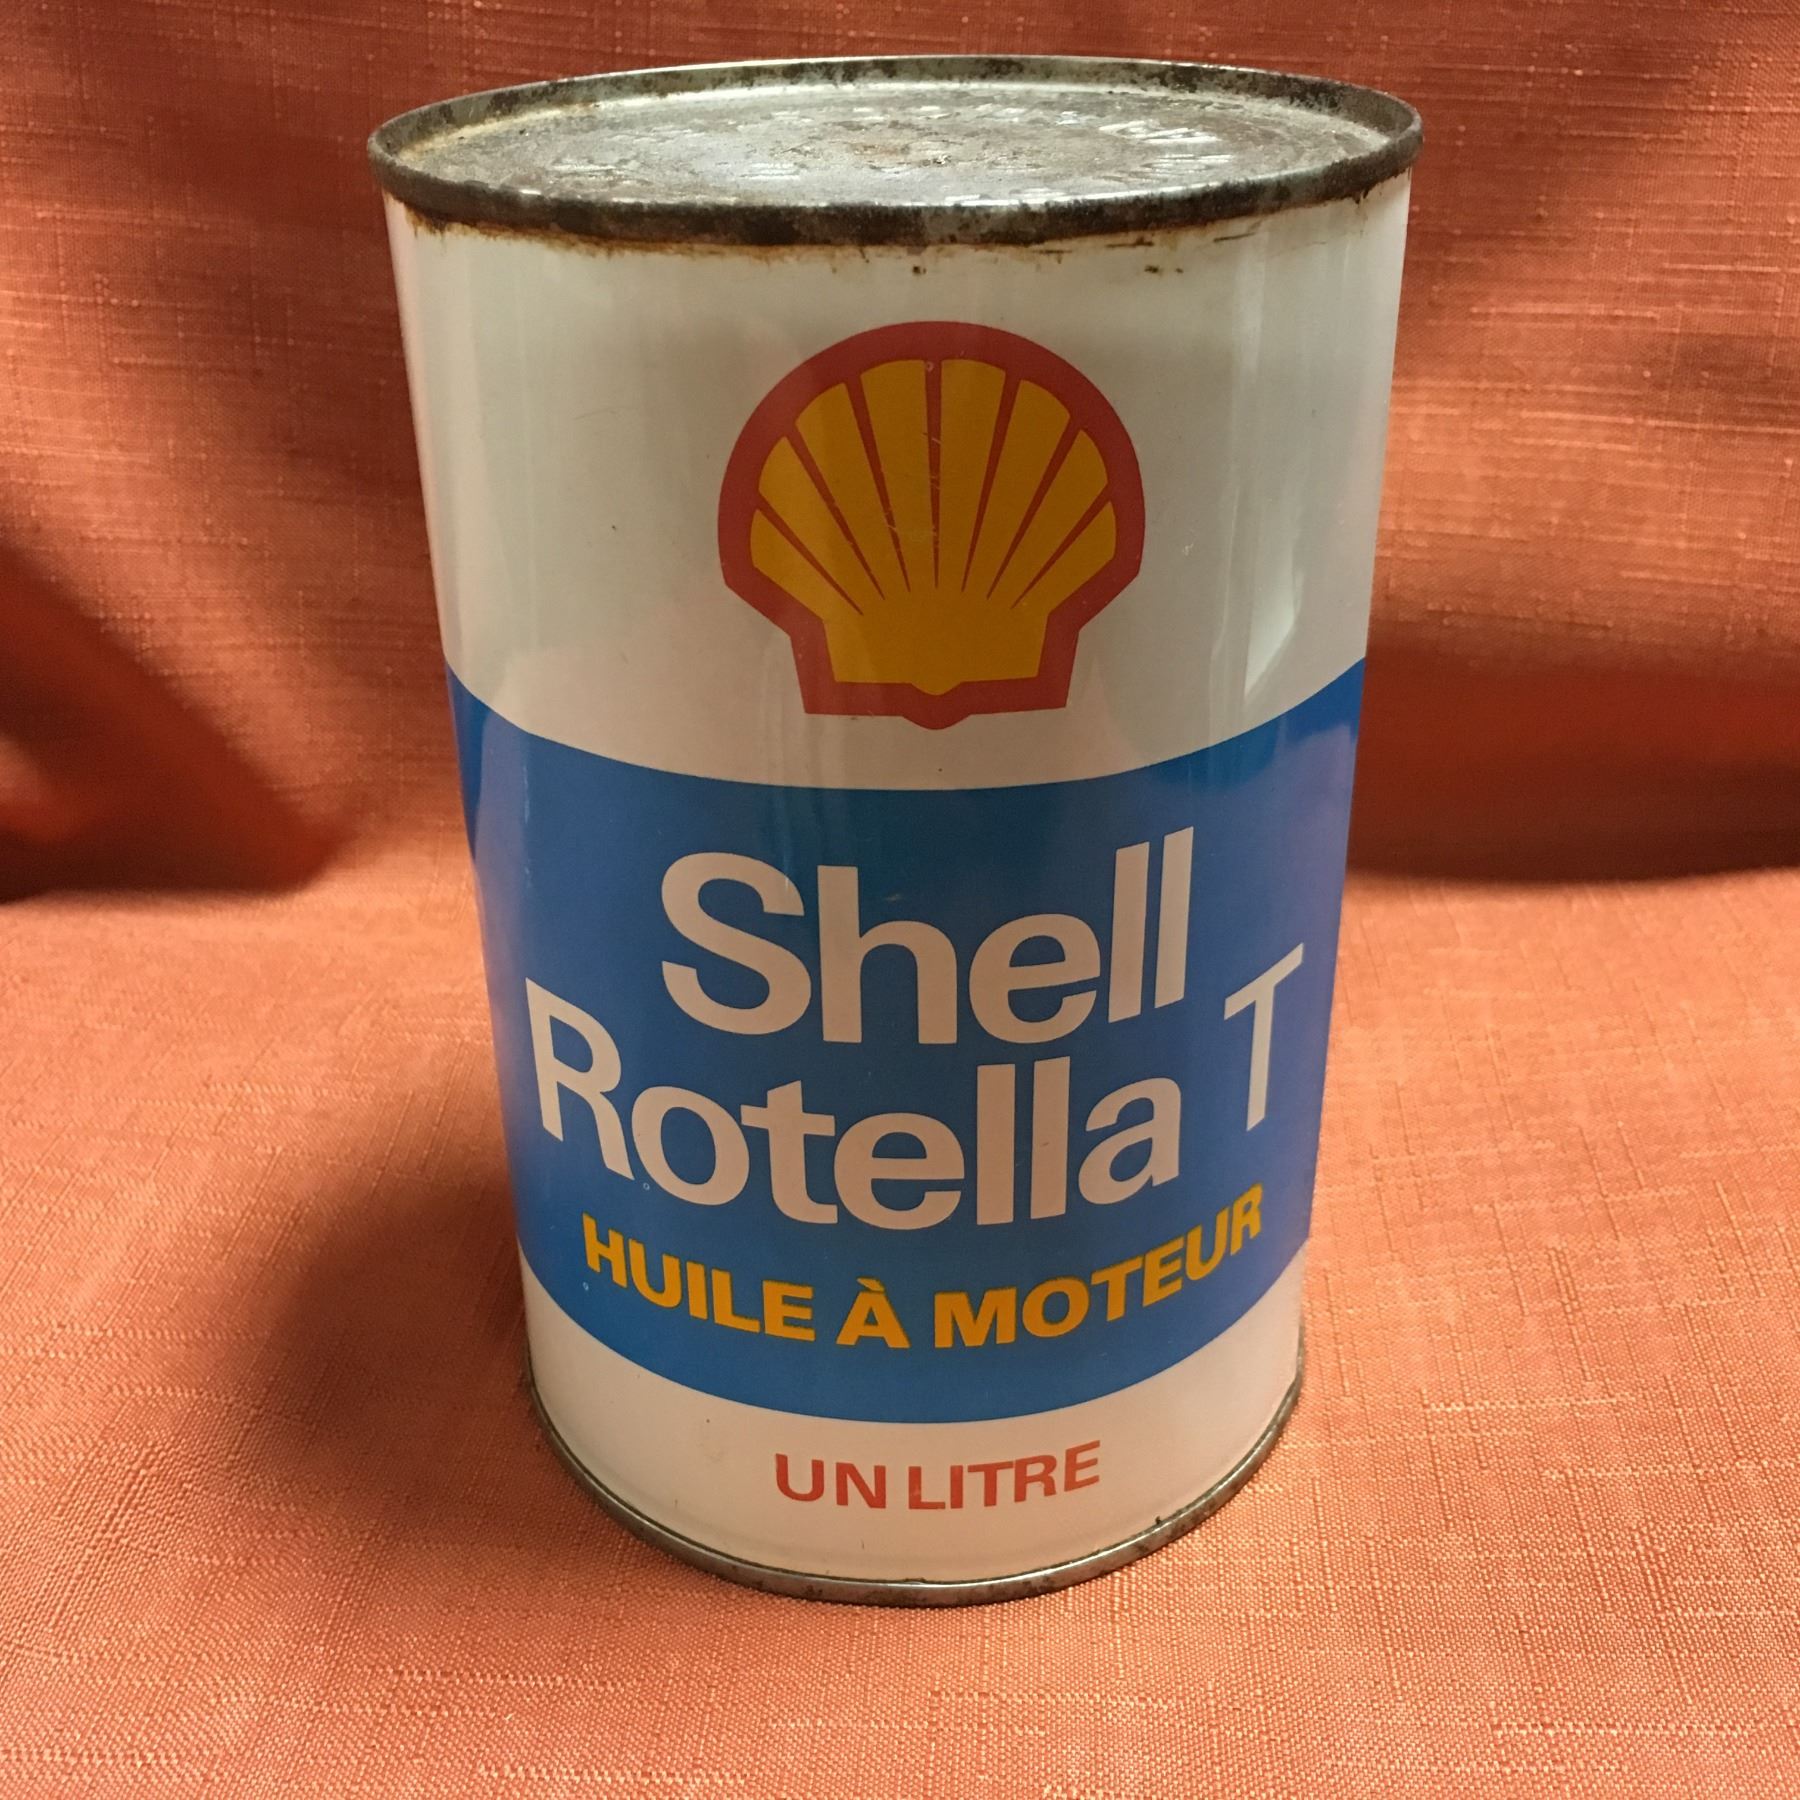 Shell
Rotella T
HUILE À MOTEUR
UN LITRE